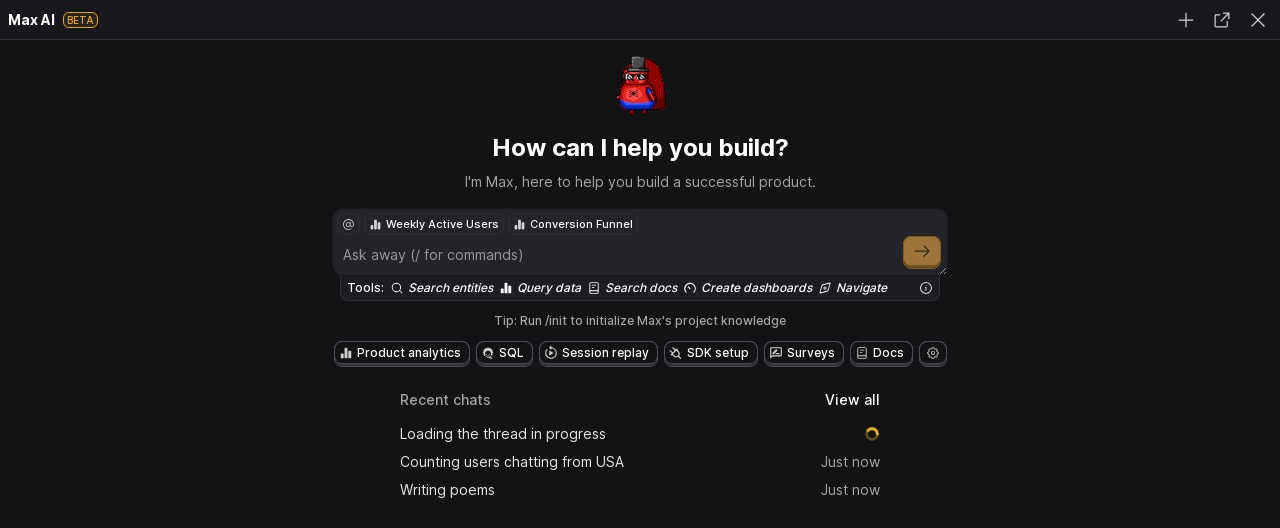 Max AI BETA
How can I help you build?
I'm Max, here to help you build a successful product.
@ Weekly Active Users Conversion Funnel
Ask away (/ for commands)
Tools: Search entities Query data Search docs Create dashboards Navigate
Tip: Run /init to initialize Max's project knowledge
Product analytics SQL Session replay SDK setup Surveys Docs
Recent chats View all
Loading the thread in progress
Counting users chatting from USA Just now
Writing poems Just now